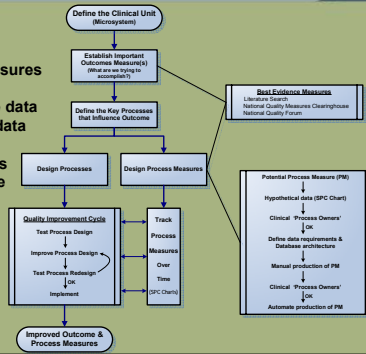 Define the Clinical Unit
(Microsystem)
Establish Important
Outcomes Measure(s)
(What are we trying to
accomplish?)
sures
data
data
s
e
Define the Key Processes
that Influence Outcome
Best Evidence Measures
Literature Search
National Quality Measures Clearinghouse
National Quality Forum
Design Processes
Design Process Measures
Quality Improvement Cycle
Test Process Design
Improve Process Design
Test Process Redesign
OK
Implement
Track
Process
Measures
Over
Time
(SPC Charts)
Potential Process Measure (PM)
Hypothetical data (SPC Chart)
Clinical 'Process Owners'
OK
Define data requirements &
Database architecture
Manual production of PM
Clinical 'Process Owners'
OK
Automate production of PM
Improved Outcome &
Process Measures